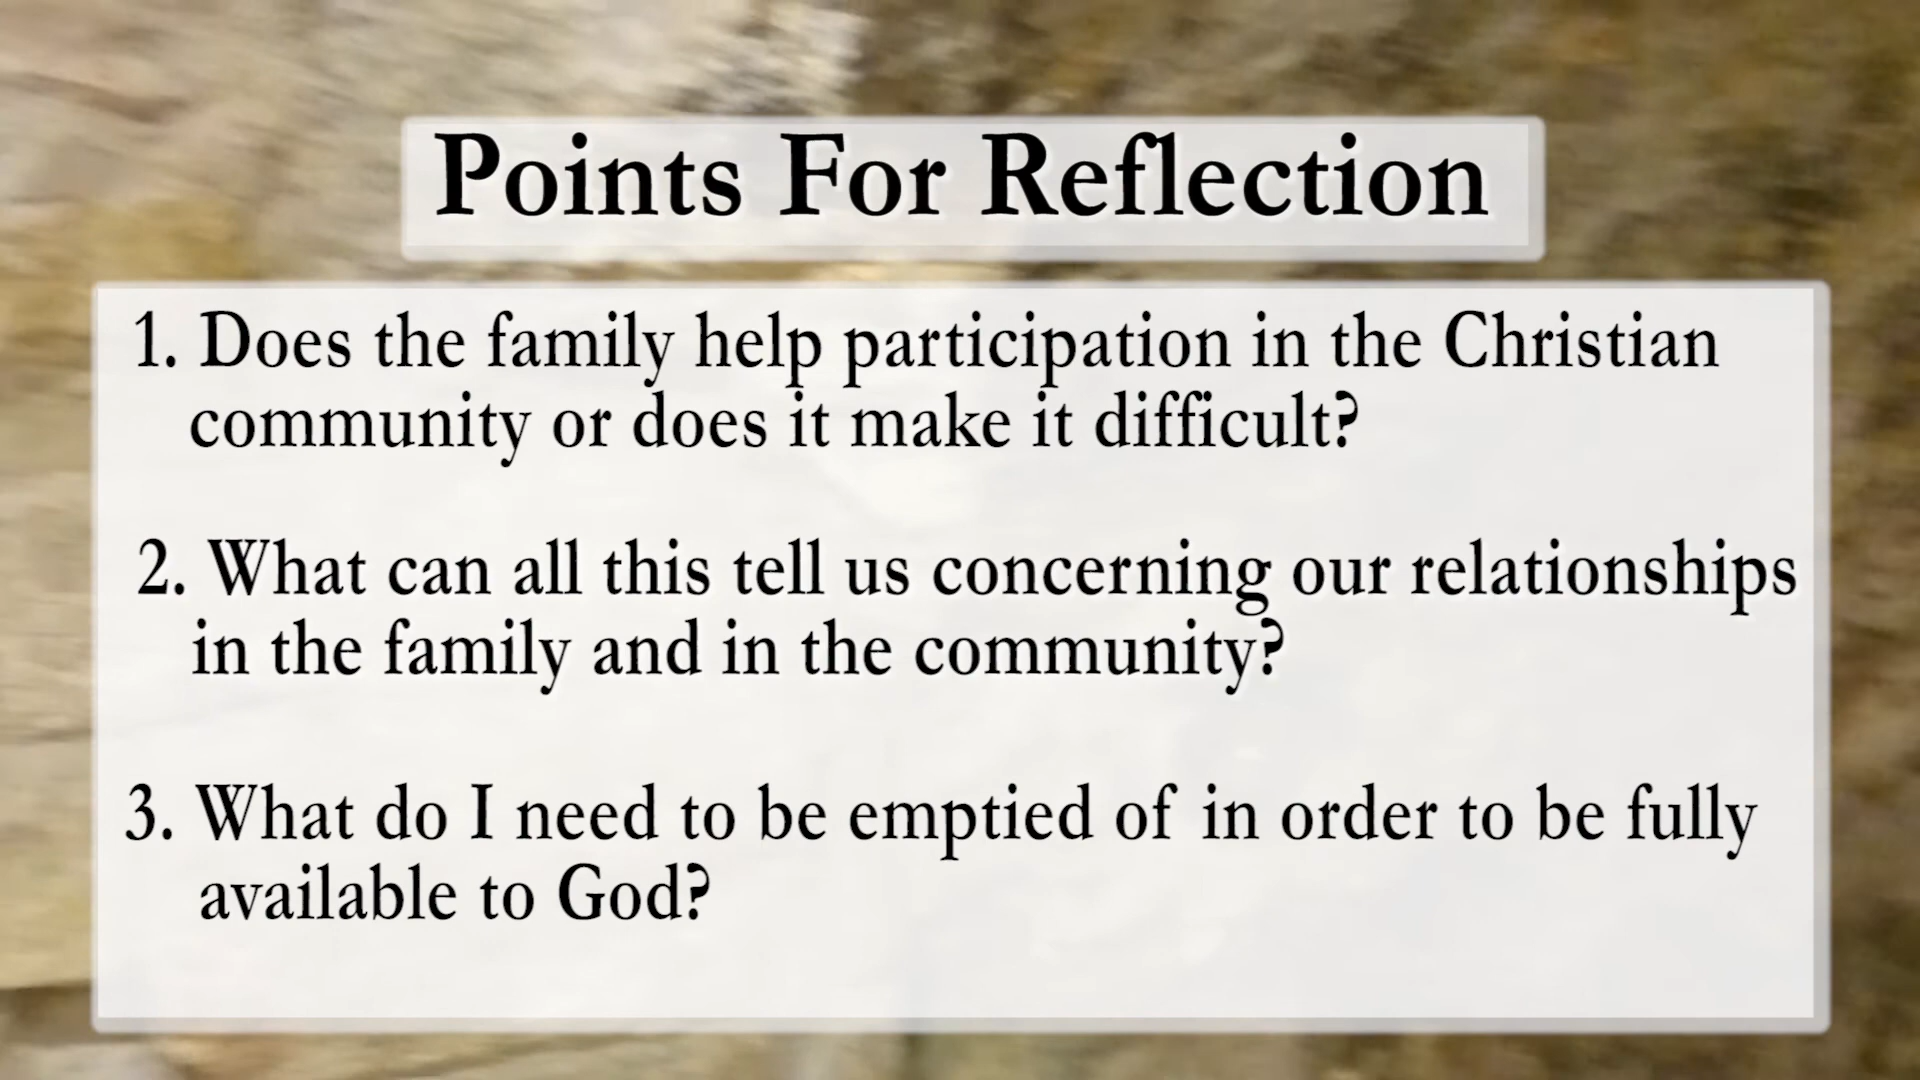 Points For Reflection
1. Does the family help participation in the Christian
community or does it make it difficult?
2. What can all this tell us concerning our relationships
in the family and in the community?
3. What do I need to be emptied of in order to be fully
available to God?